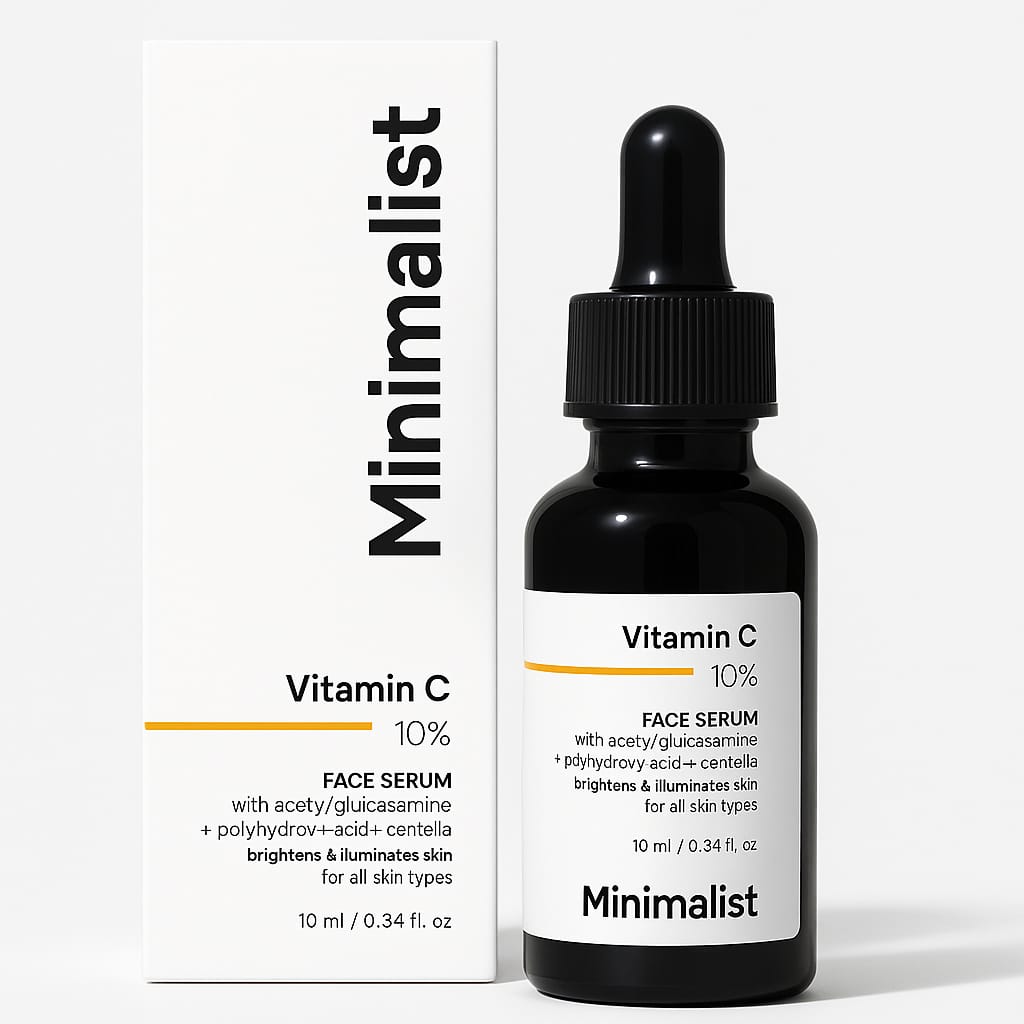 Minimalist
Vitamin C
10%
FACE SERUM
with acety/gluicasamine
+ polyhydrov-+-acid+ centella
brightens & iluminates skin
for all skin types
10 ml / 0.34 fl. oz
Vitamin C
10%
FACE SERUM
with acety/gluicasamine
+ pdyhydrovy-acid-+ centella
brightens & illuminates skin
for all skin types
10 ml / 0.34 fl, oz
Minimalist